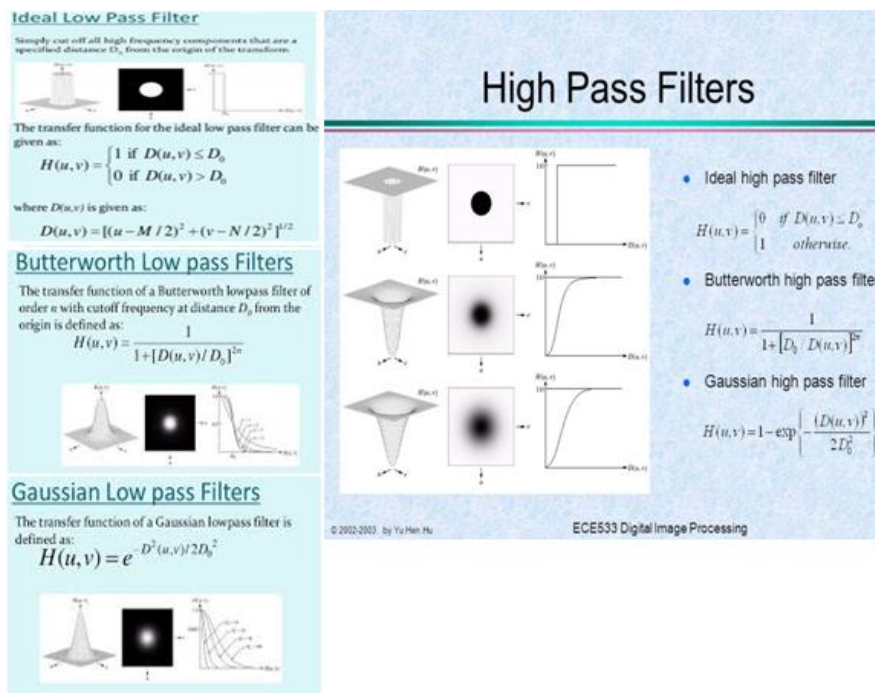 Ideal Low Pass Filter
Simply cut off all high frequency components that are a
specified distance D₀ from the origin of the transform
The transfer function for the ideal low pass filter can be
given as:
H(u,v) = {1 if D(u,v) ≤ D₀
{0 if D(u,v) > D₀
where D(u,v) is given as:
D(u,v) = [(u − M / 2)² + (v − N / 2)²]^{1/2}
Butterworth Low pass Filters
The transfer function of a Butterworth lowpass filter of
order n with cutoff frequency at distance D₀ from the
origin is defined as:
H(u,v) = 1 / 1+[D(u,v)/D₀]^{2n}
Gaussian Low pass Filters
The transfer function of a Gaussian lowpass filter is
defined as:
H(u,v) = e^{-D²(u,v)/2D₀²}
High Pass Filters
H(u, v)
H(u, v)
1.0
D(u, v)
H(u, v)
H(u, v)
1.0
D(u, v)
H(u, v)
H(u, v)
1.0
D(u, v)
Ideal high pass filter
H(u,v) = {0 if D(u,v) ≤ D₀
{1 otherwise.
Butterworth high pass filte
H(u,v) = 1 / 1+[D₀ / D(u,v)]^{2n}
Gaussian high pass filter
H(u,v) = 1 − exp{−(D(u,v))² / 2D₀²}
© 2002-2003 by Yu Hen Hu
ECE533 Digital Image Processing